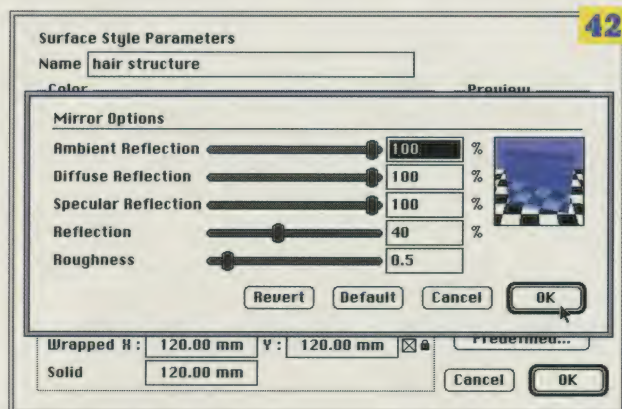 42
Surface Style Parameters
Name hair structure
Color Preview
Mirror Options
Ambient Reflection 100 %
Diffuse Reflection 100 %
Specular Reflection 100 %
Reflection 40 %
Roughness 0.5
Revert Default Cancel OK
Wrapped X: 120.00 mm Y: 120.00 mm Predefined...
Solid 120.00 mm
Cancel OK